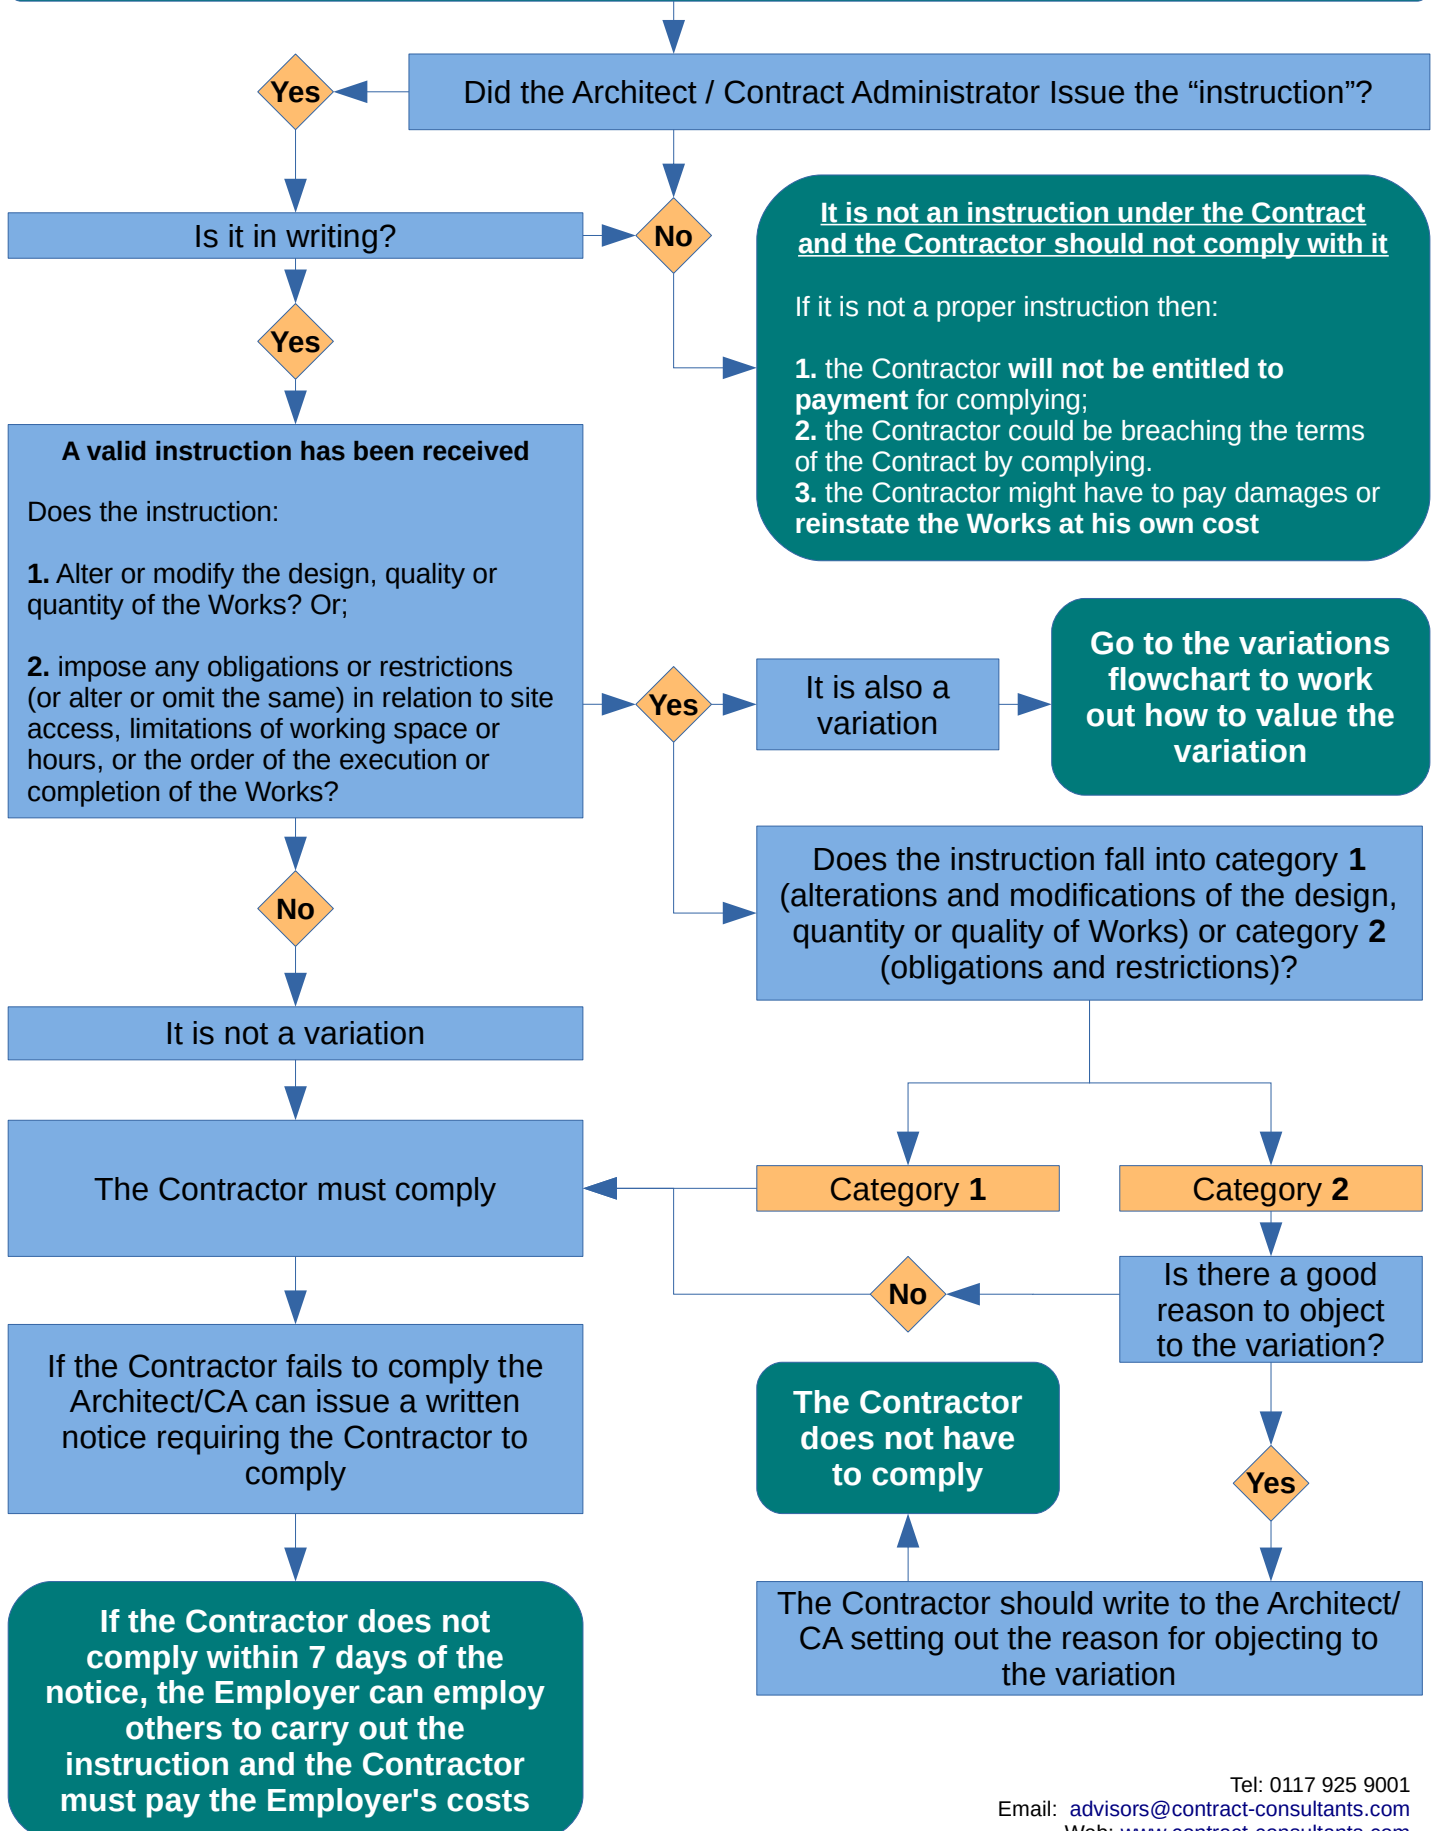 Did the Architect / Contract Administrator Issue the “instruction”?
Yes
Is it in writing?
No
Yes
It is not an instruction under the Contract
and the Contractor should not comply with it
If it is not a proper instruction then:
1. the Contractor will not be entitled to
payment for complying;
2. the Contractor could be breaching the terms
of the Contract by complying.
3. the Contractor might have to pay damages or
reinstate the Works at his own cost
A valid instruction has been received
Does the instruction:
1. Alter or modify the design, quality or
quantity of the Works? Or;
2. impose any obligations or restrictions
(or alter or omit the same) in relation to site
access, limitations of working space or
hours, or the order of the execution or
completion of the Works?
Yes
It is also a
variation
Go to the variations
flowchart to work
out how to value the
variation
No
Does the instruction fall into category 1
(alterations and modifications of the design,
quantity or quality of Works) or category 2
(obligations and restrictions)?
It is not a variation
The Contractor must comply
Category 1
Category 2
Is there a good
reason to object
to the variation?
No
If the Contractor fails to comply the
Architect/CA can issue a written
notice requiring the Contractor to
comply
The Contractor
does not have
to comply
Yes
The Contractor should write to the Architect/
CA setting out the reason for objecting to
the variation
If the Contractor does not
comply within 7 days of the
notice, the Employer can employ
others to carry out the
instruction and the Contractor
must pay the Employer's costs
Tel: 0117 925 9001
Email: advisors@contract-consultants.com
Web: www.contract-consultants.com